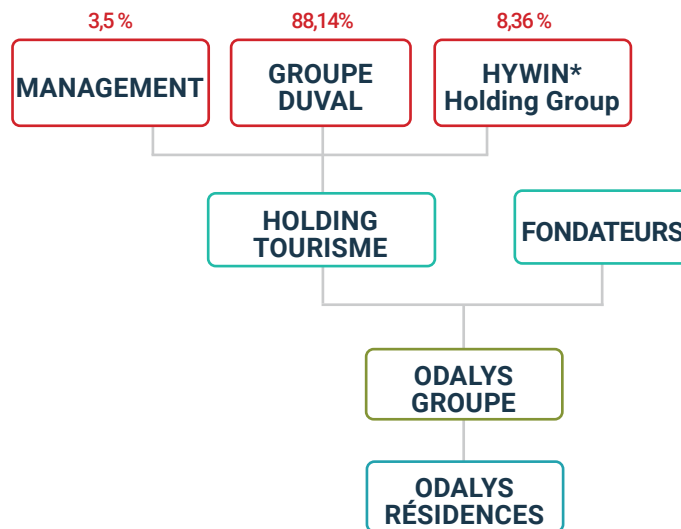 3,5 %
88,14%
8,36 %
MANAGEMENT
GROUPE
DUVAL
HYWIN*
Holding Group
HOLDING
TOURISME
FONDATEURS
ODALYS
GROUPE
ODALYS
RÉSIDENCES